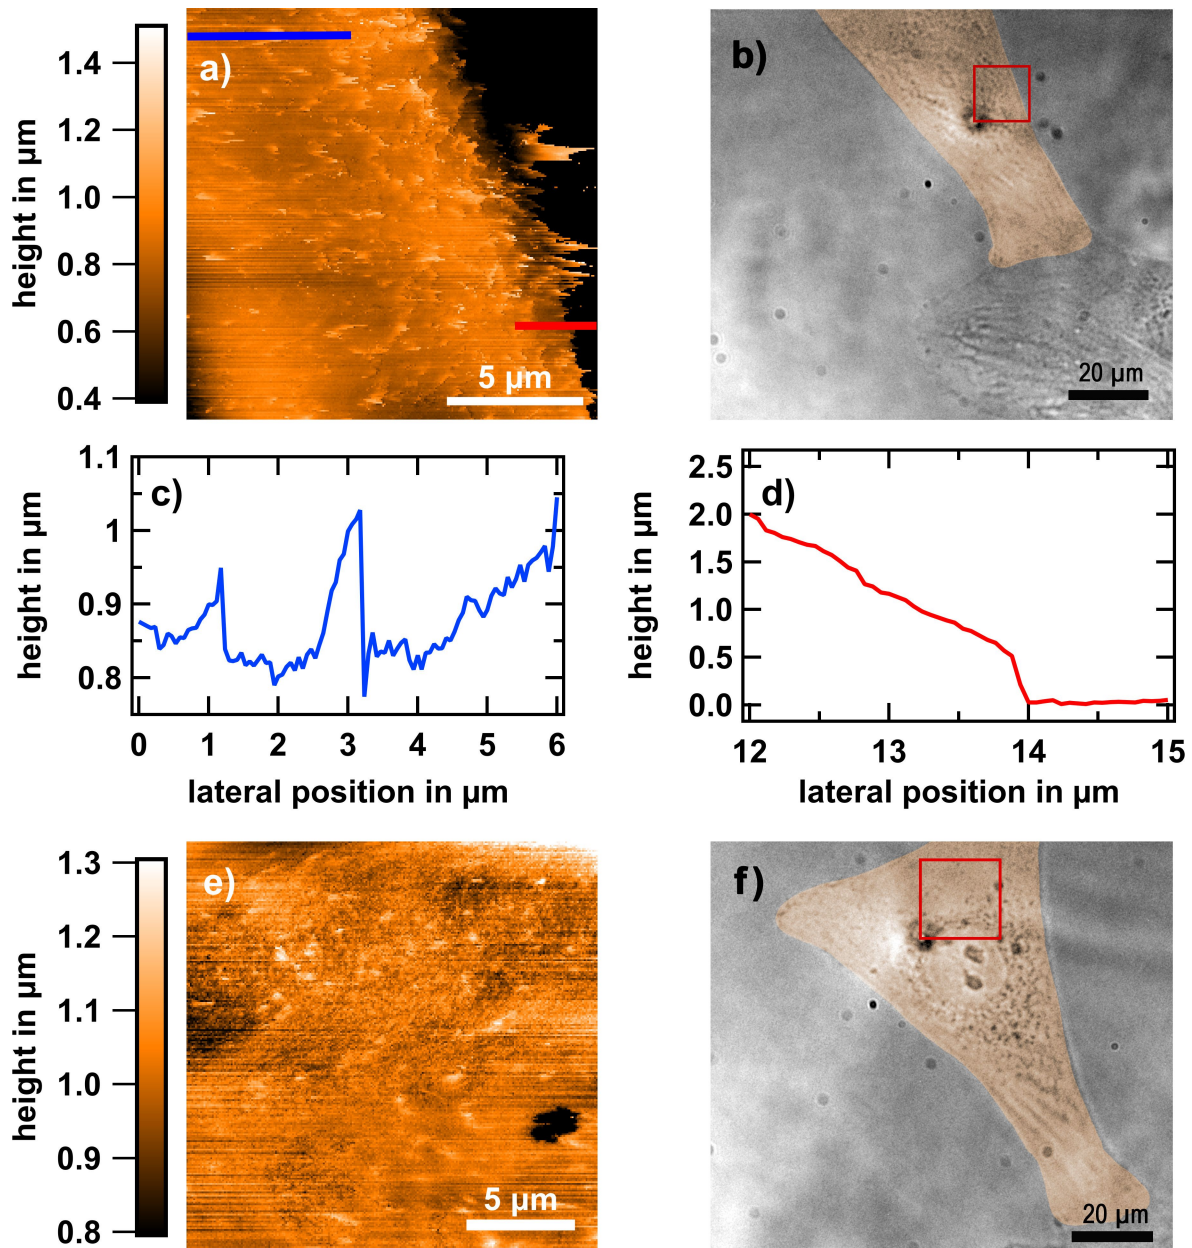 a)
1.4
1.2
1.0
0.8
0.6
0.4
height in µm
5 µm
b)
20 µm
c)
1.1
1
0.9
0.8
height in µm
0 1 2 3 4 5 6
lateral position in µm
d)
2.5
2.0
1.5
1.0
0.5
0.0
height in µm
12 13 14 15
lateral position in µm
e)
1.3
1.2
1.1
1.0
0.9
0.8
height in µm
5 µm
f)
20 µm